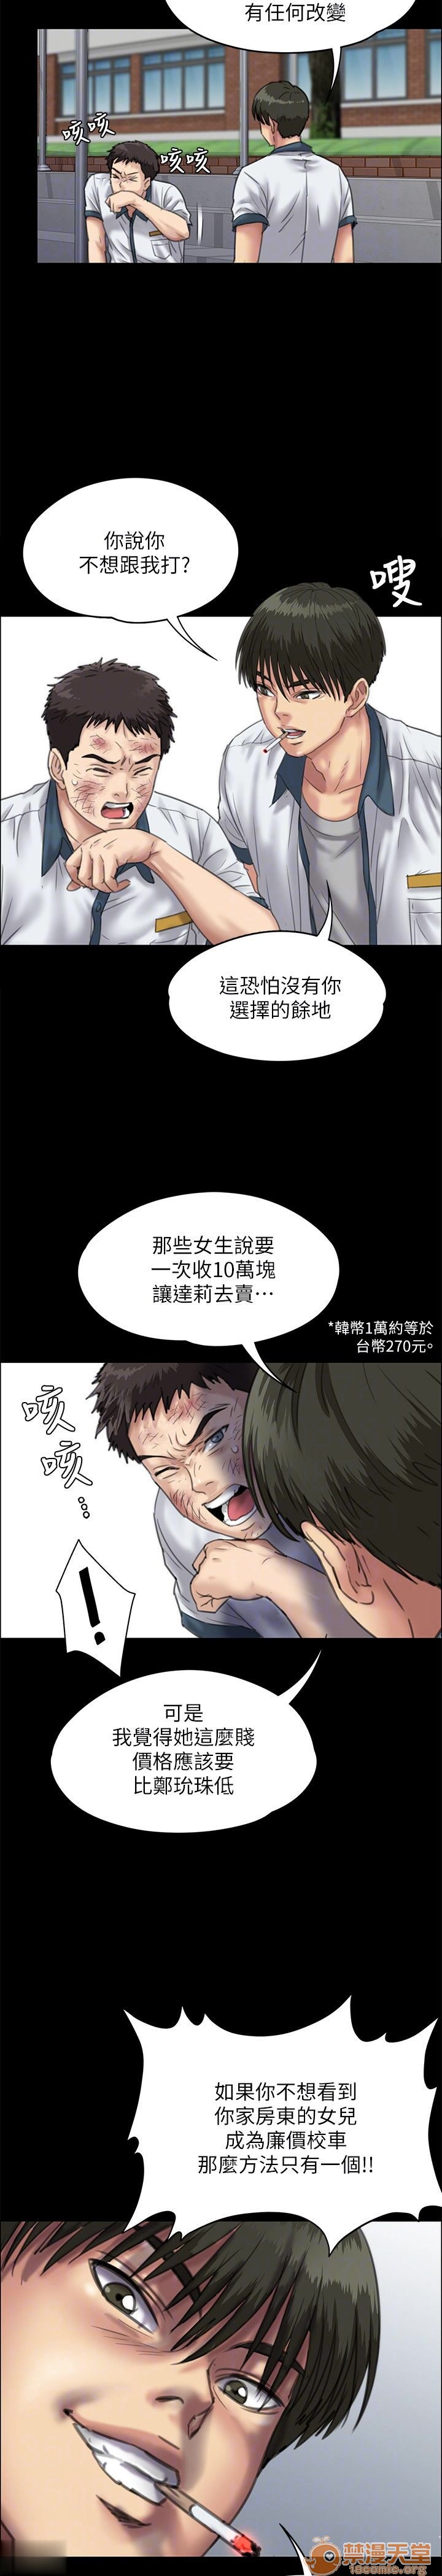 有任何改變
咳咳
咳咳
你說你
不想跟我打?
嗖
這恐怕沒有你
選擇的餘地
那些女生說要
一次收10萬塊
讓達莉去賣…
*韓幣1萬約等於
台幣270元。
咳
咳…
!
可是
我覺得她這麼賤
價格應該要
比鄭玧珠低
如果你不想看到
你家房東的女兒
成為廉價校車
那麼方法只有一個!!
禁漫天堂
18comic.org